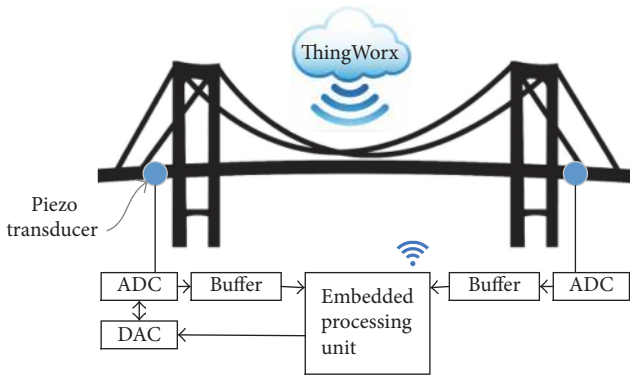 ThingWorx
Piezo
transducer
ADC
Buffer
Embedded
processing
unit
Buffer
ADC
DAC